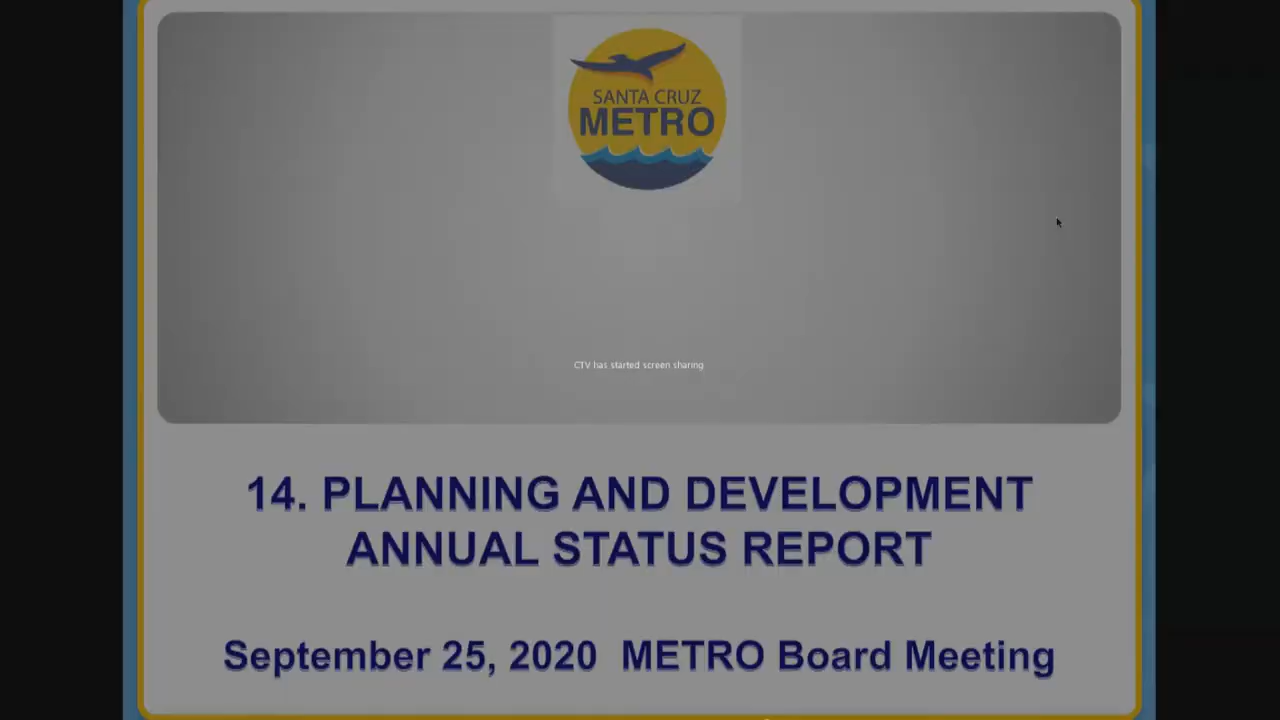 SANTA CRUZ
METRO
CTV has started screen sharing
14. PLANNING AND DEVELOPMENT
ANNUAL STATUS REPORT
September 25, 2020 METRO Board Meeting